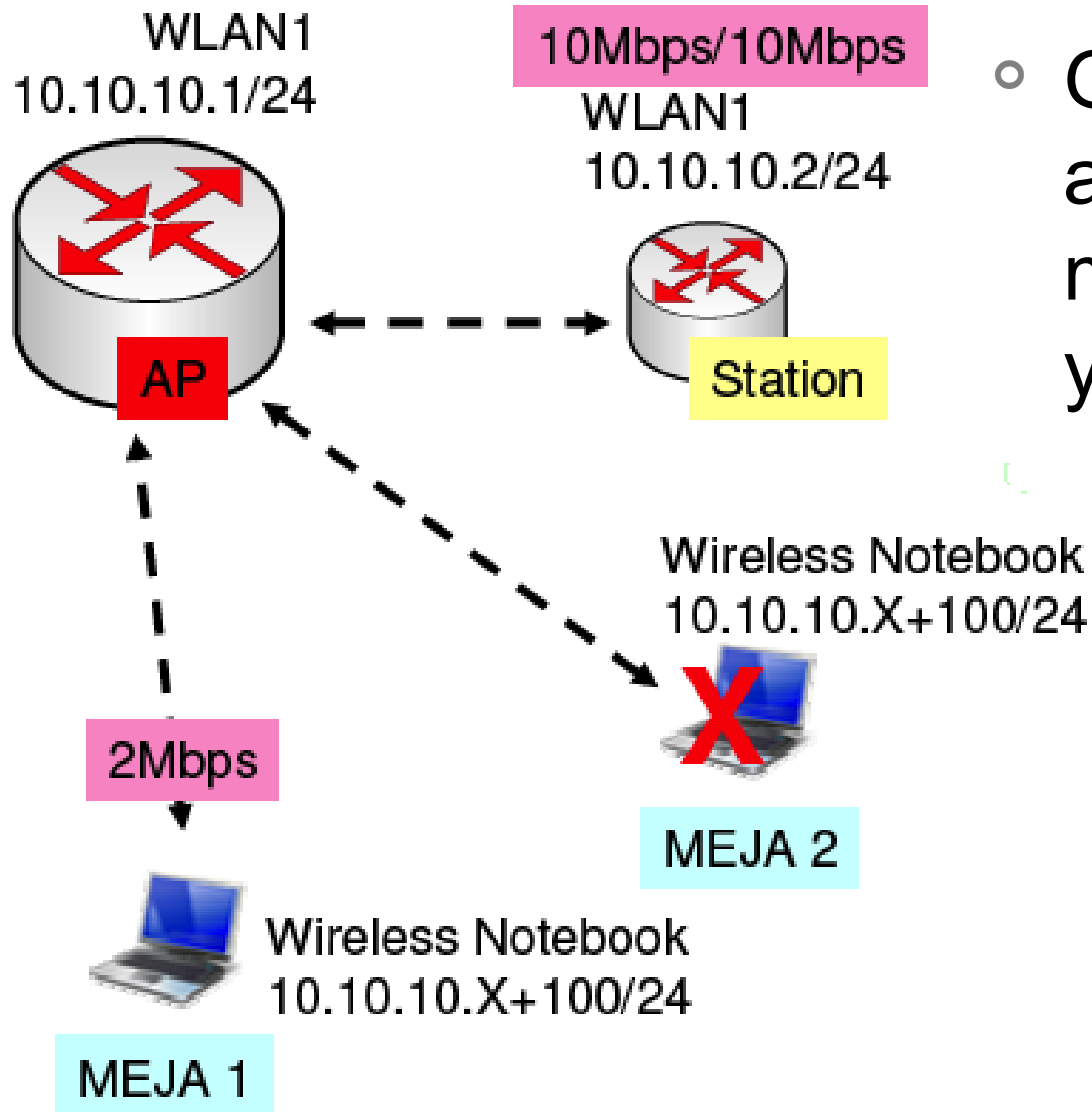 WLAN1
10.10.10.1/24
10Mbps/10Mbps
WLAN1
10.10.10.2/24
AP
Station
Wireless Notebook
10.10.10.X+100/24
X
2Mbps
MEJA 2
Wireless Notebook
10.10.10.X+100/24
MEJA 1